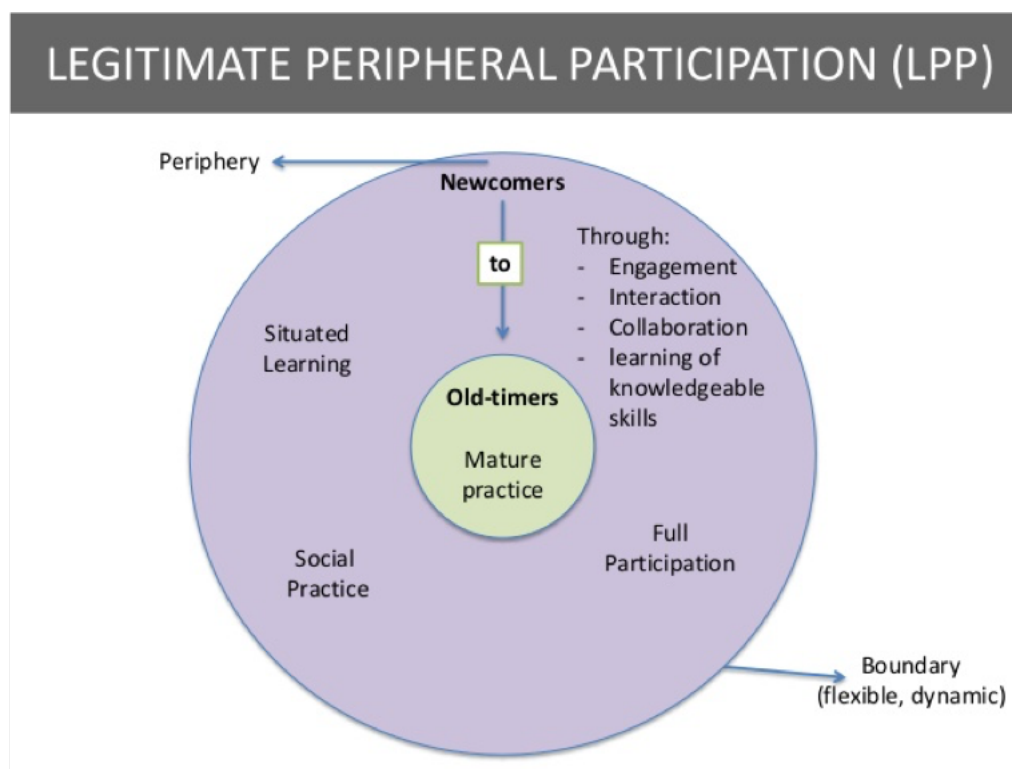 LEGITIMATE PERIPHERAL PARTICIPATION (LPP)
Periphery
Newcomers
to
Through:
- Engagement
- Interaction
- Collaboration
- learning of
knowledgeable
skills
Situated
Learning
Old-timers
Mature
practice
Full
Participation
Social
Practice
Boundary
(flexible, dynamic)